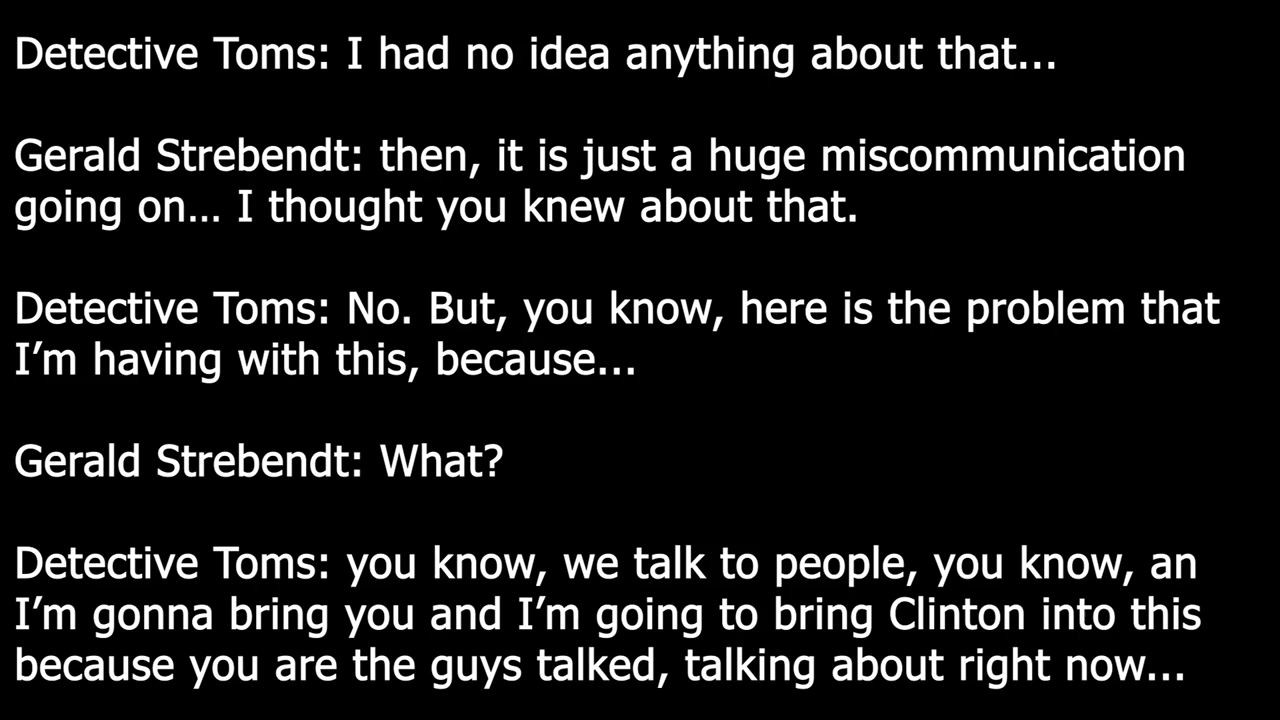 Detective Toms: I had no idea anything about that...
Gerald Strebendt: then, it is just a huge miscommunication
going on... I thought you knew about that.
Detective Toms: No. But, you know, here is the problem that
I’m having with this, because...
Gerald Strebendt: What?
Detective Toms: you know, we talk to people, you know, an
I’m gonna bring you and I’m going to bring Clinton into this
because you are the guys talked, talking about right now...